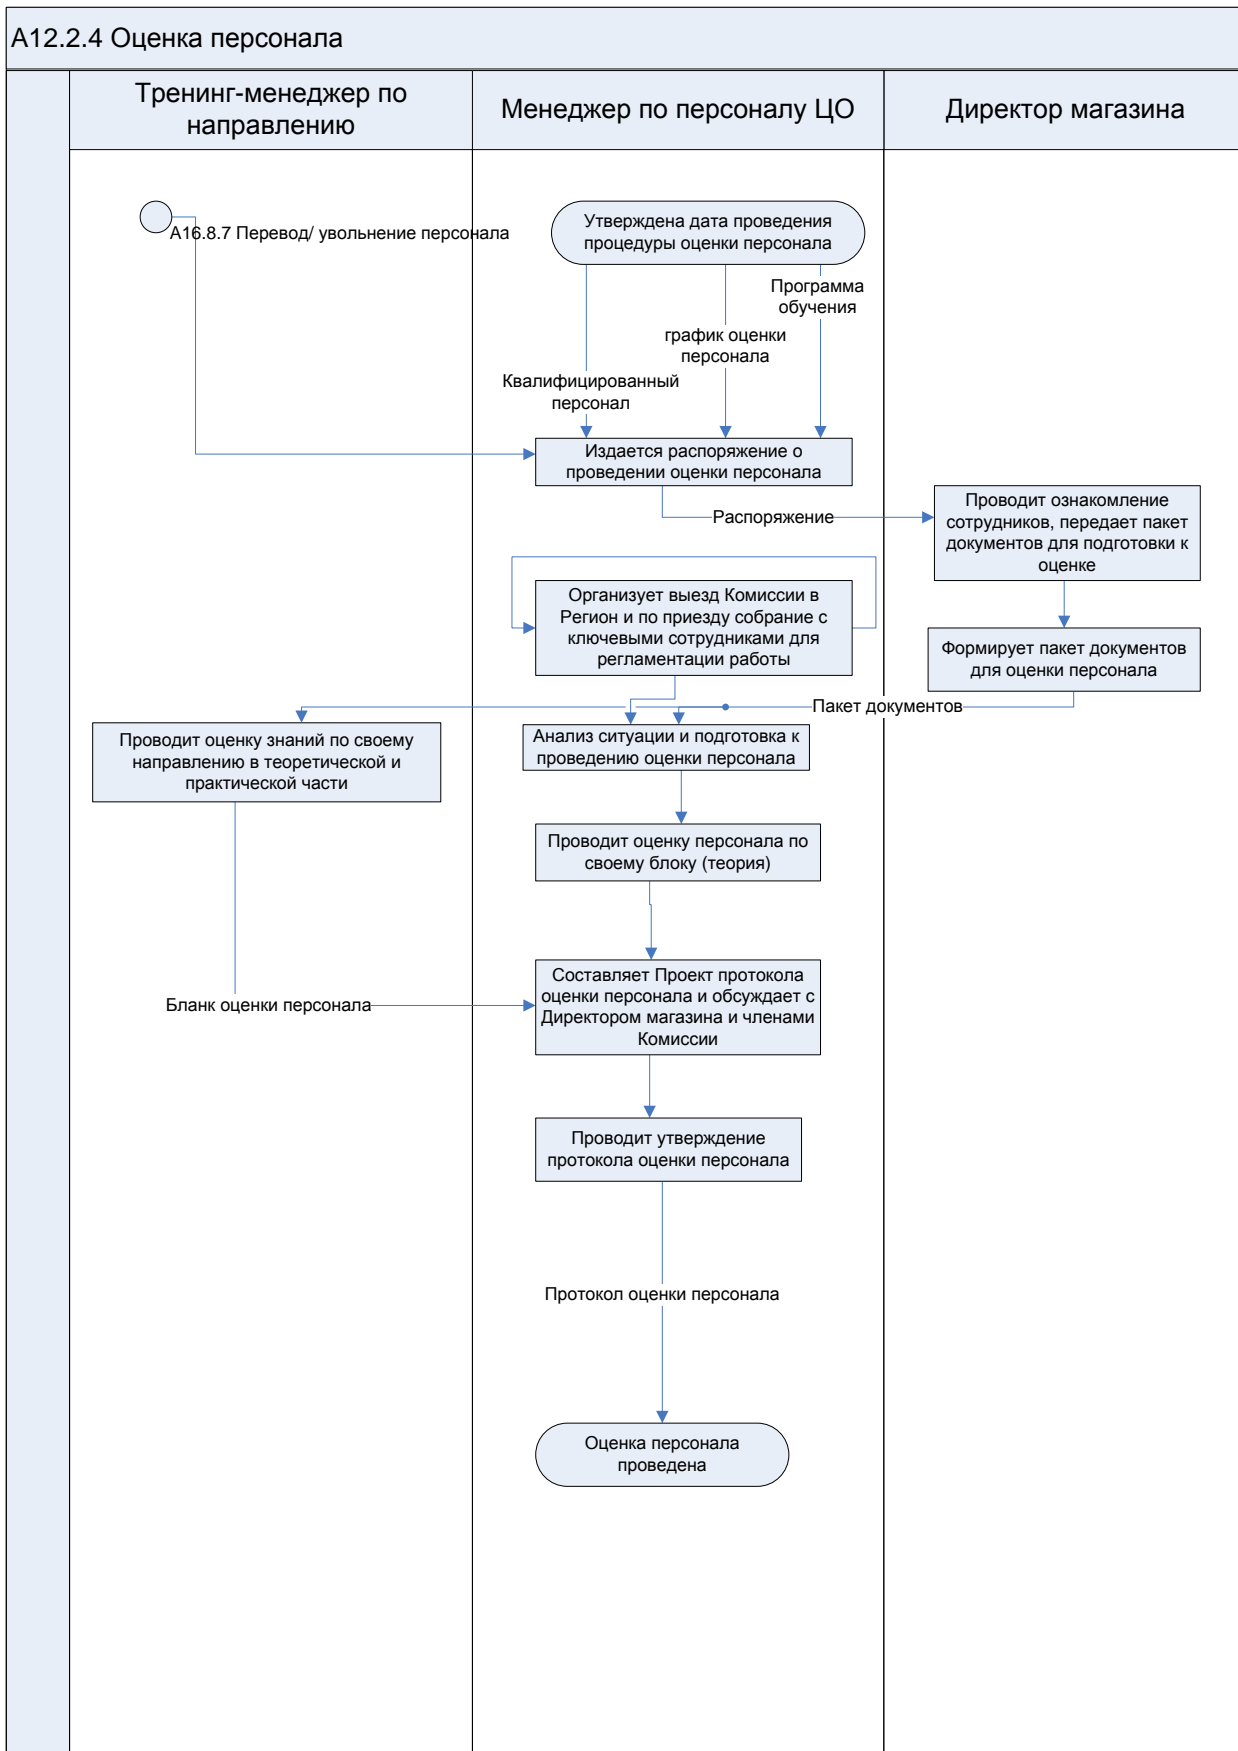 А12.2.4 Оценка персонала
Тренинг-менеджер по
направлению
Менеджер по персоналу ЦО
Директор магазина
А16.8.7 Перевод/ увольнение персонала
Утверждена дата проведения
процедуры оценки персонала
Программа
обучения
график оценки
персонала
Квалифицированный
персонал
Издается распоряжение о
проведении оценки персонала
Распоряжение
Проводит ознакомление
сотрудников, передает пакет
документов для подготовки к
оценке
Организует выезд Комиссии в
Регион и по приезду собрание с
ключевыми сотрудниками для
регламентации работы
Формирует пакет документов
для оценки персонала
Пакет документов
Проводит оценку знаний по своему
направлению в теоретической и
практической части
Анализ ситуации и подготовка к
проведению оценки персонала
Проводит оценку персонала по
своему блоку (теория)
Составляет Проект протокола
оценки персонала и обсуждает с
Директором магазина и членами
Комиссии
Бланк оценки персонала
Проводит утверждение
протокола оценки персонала
Протокол оценки персонала
Оценка персонала
проведена